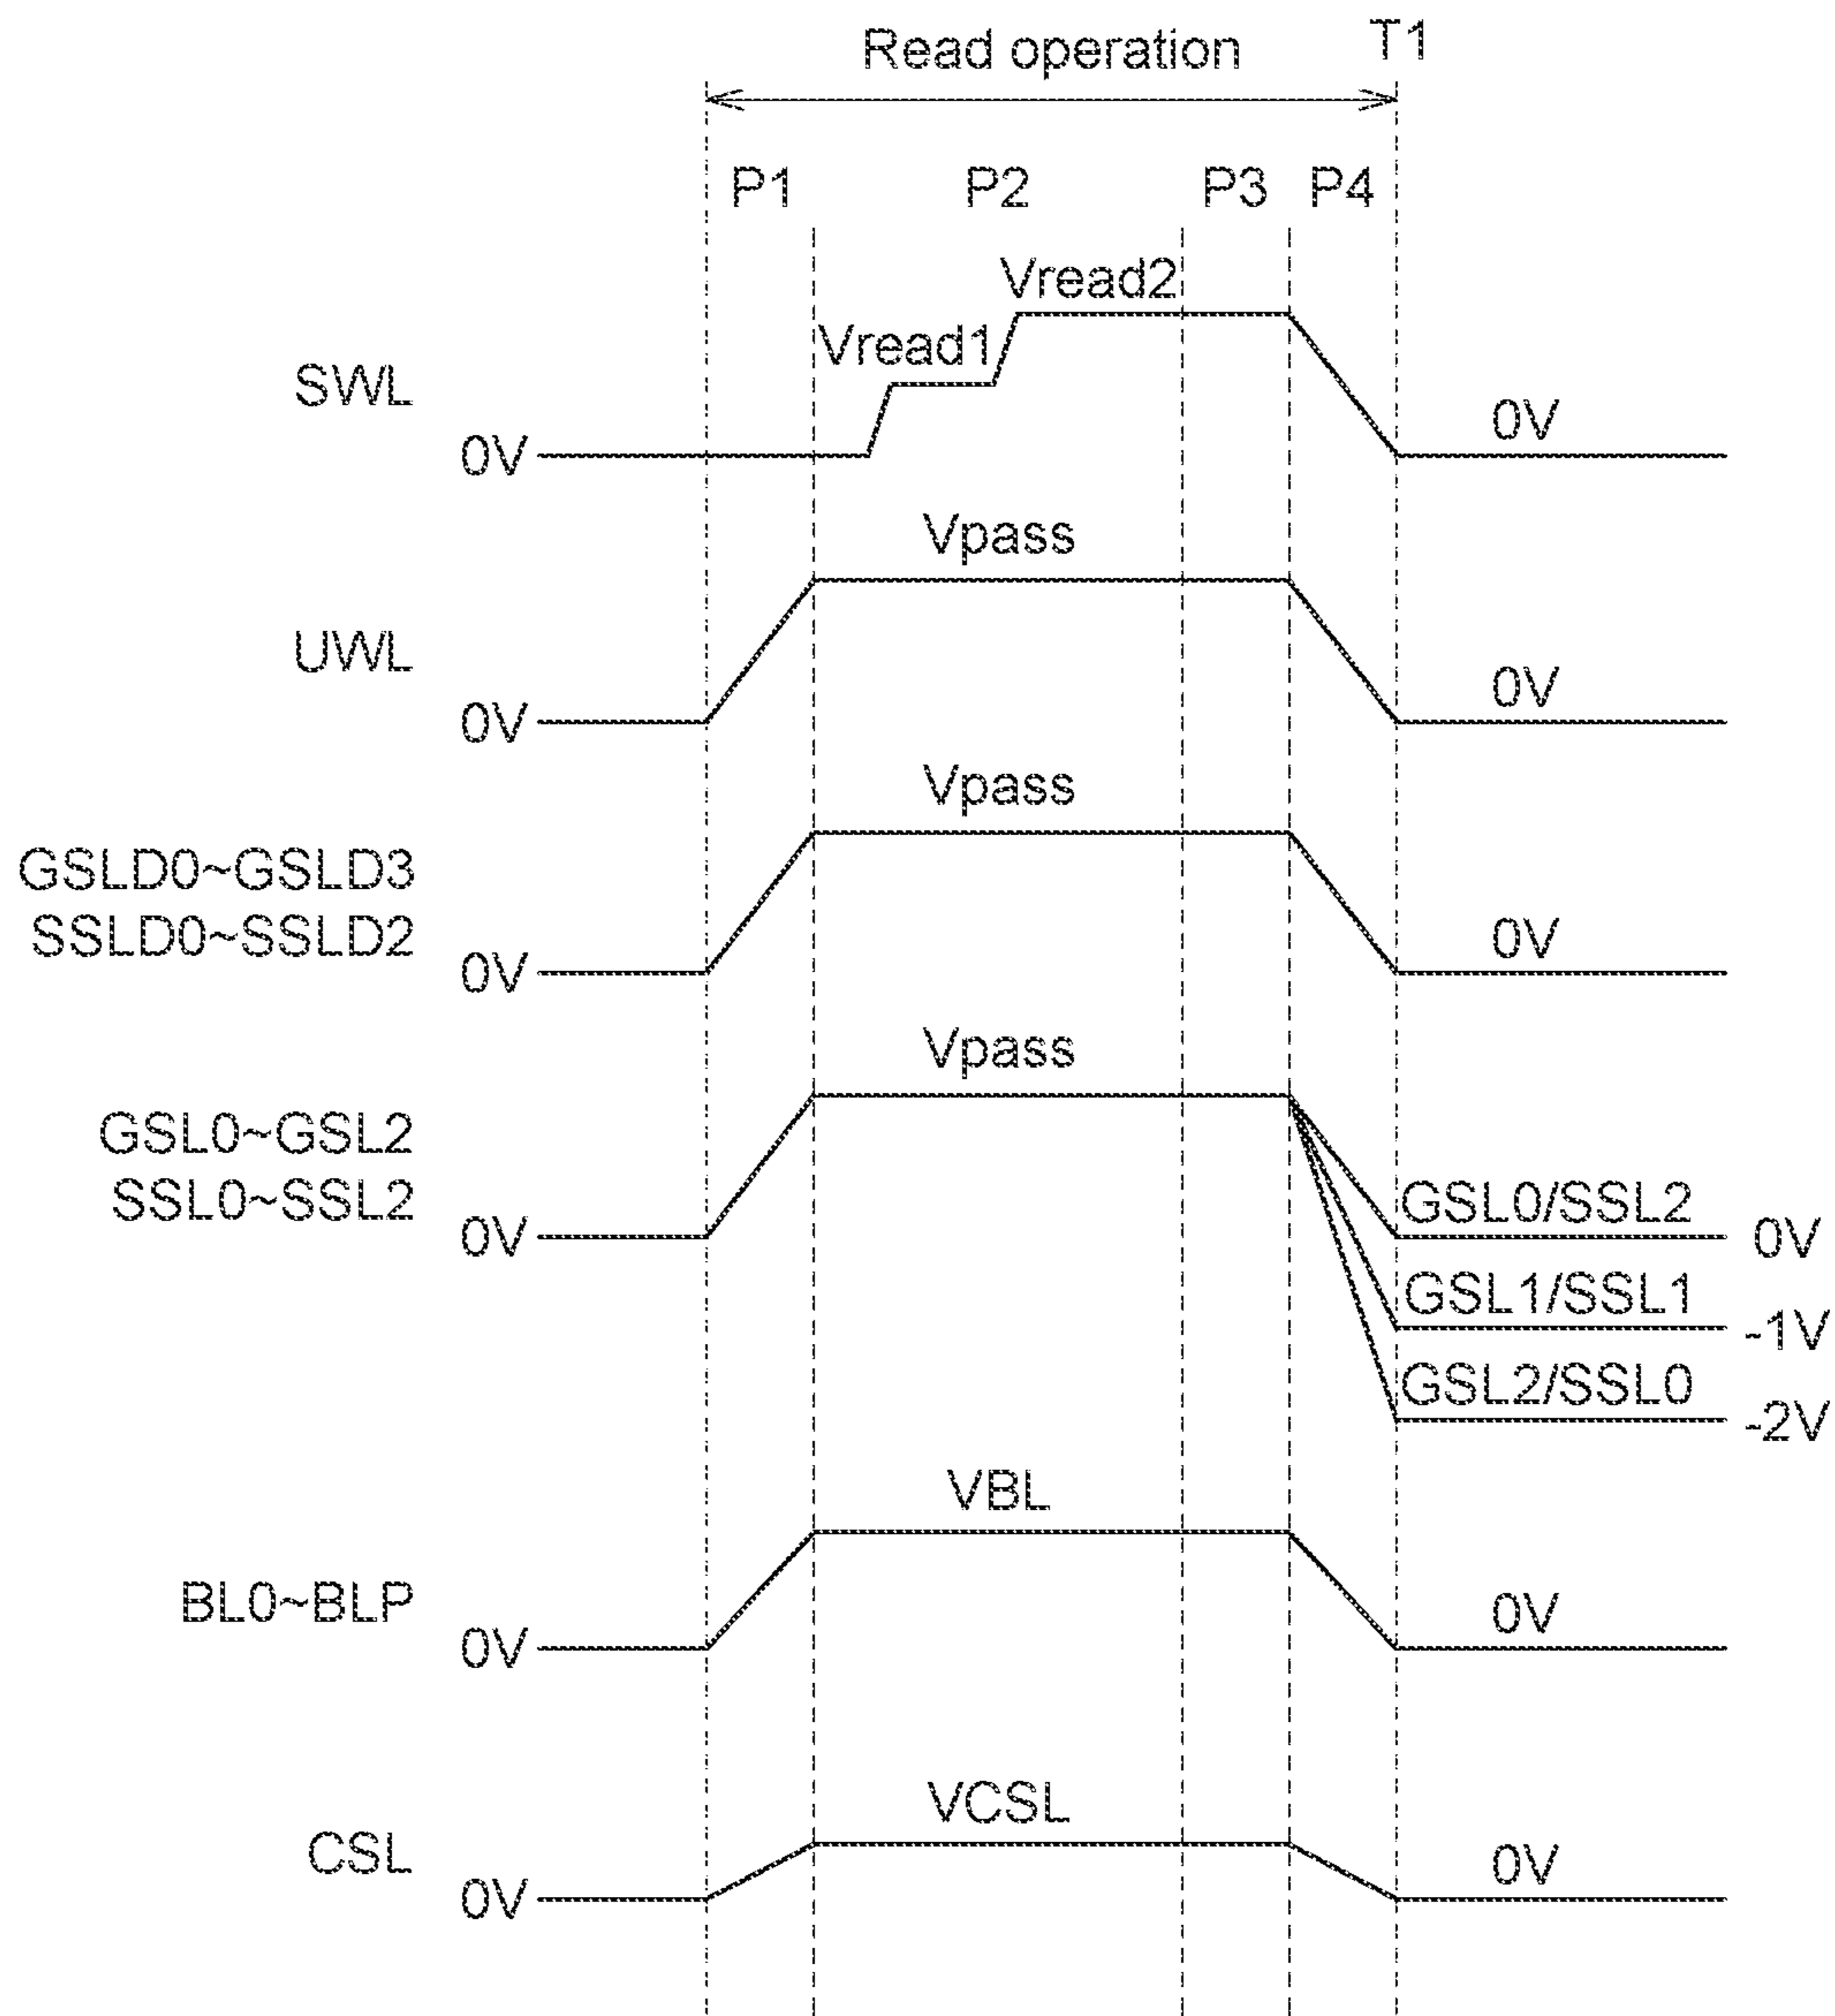 Read operation
T1
P1 P2 P3 P4
Vread2
Vread1
SWL
0V
0V
Vpass
UWL
0V
0V
Vpass
GSLD0~GSLD3
SSLD0~SSLD2
0V
0V
Vpass
GSL0~GSL2
SSL0~SSL2
0V
GSL0/SSL2
0V
GSL1/SSL1
-1V
GSL2/SSL0
-2V
VBL
BL0~BLP
0V
0V
VCSL
CSL
0V
0V